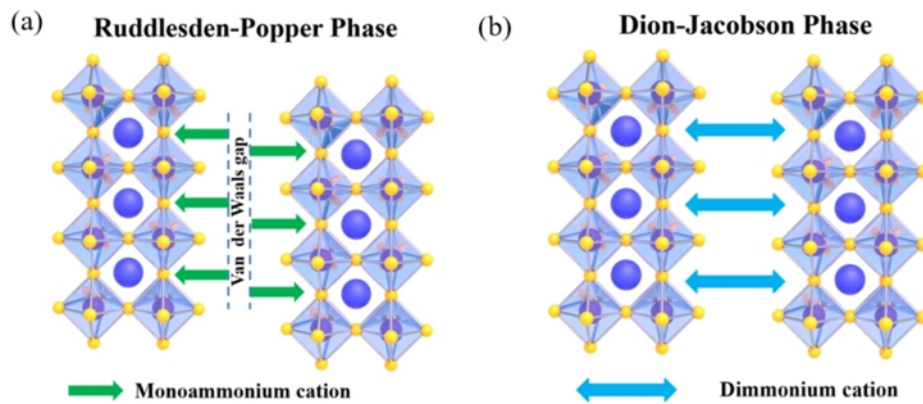 (a)
Ruddlesden-Popper Phase
Van der Waals gap
Monoammonium cation
(b)
Dion-Jacobson Phase
Dimmonium cation